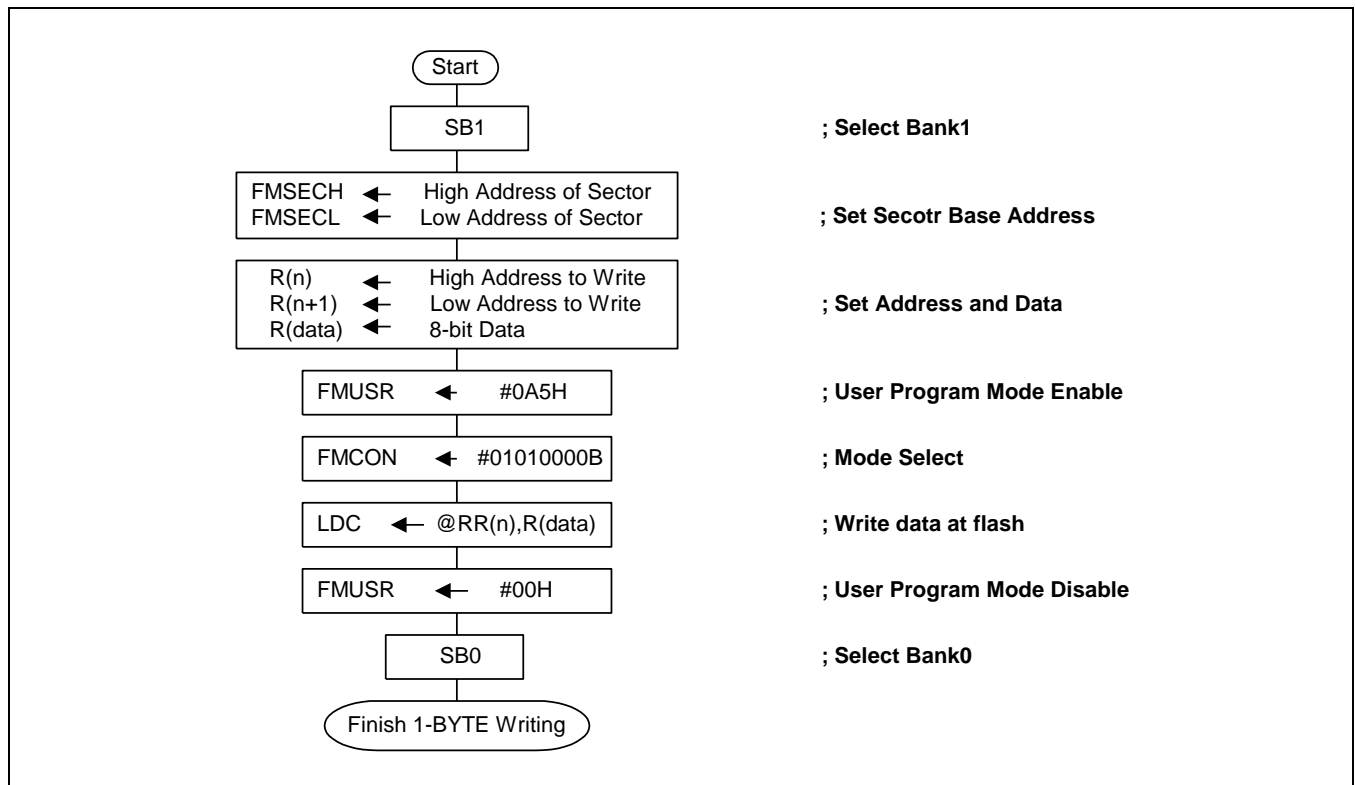 Start
SB1 ; Select Bank1
FMSECH ← High Address of Sector
FMSECL ← Low Address of Sector
; Set Secotr Base Address
R(n) ← High Address to Write
R(n+1) ← Low Address to Write
R(data) ← 8-bit Data
; Set Address and Data
FMUSR ← #0A5H ; User Program Mode Enable
FMCON ← #01010000B ; Mode Select
LDC ← @RR(n),R(data) ; Write data at flash
FMUSR ← #00H ; User Program Mode Disable
SB0 ; Select Bank0
Finish 1-BYTE Writing